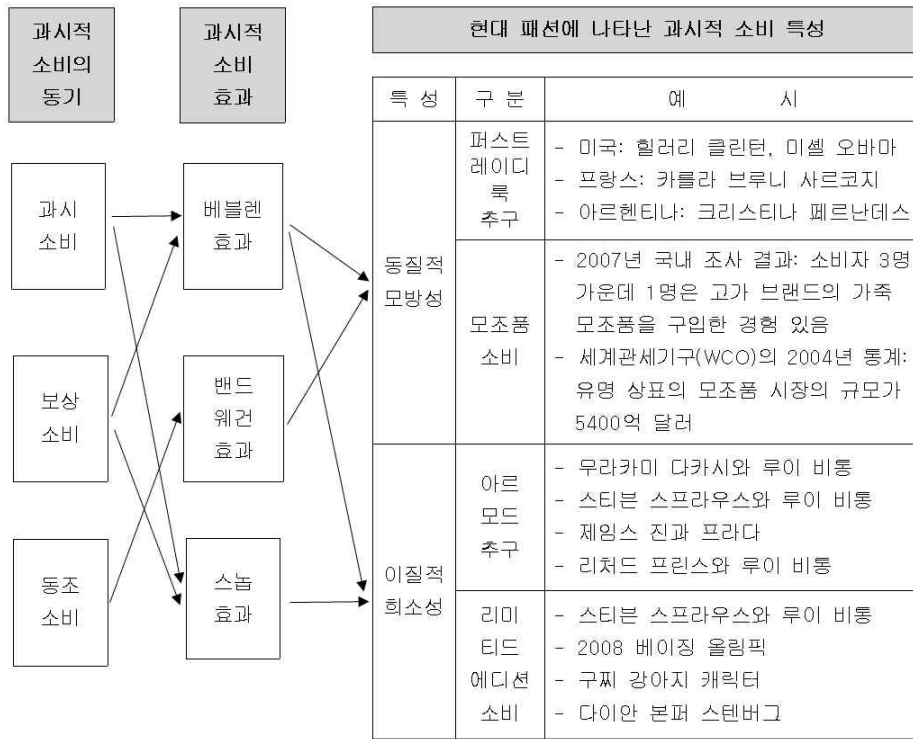 과시적
소비의
동기
과시적
소비
효과
현대 패션에 나타난 과시적 소비 특성
과시
소비
보상
소비
동조
소비
베블렌
효과
밴드
웨건
효과
스놉
효과
특 성
구 분
예 시
동질적
모방성
퍼스트
레이디
룩
추구
- 미국: 힐러리 클린턴, 미셸 오바마
- 프랑스: 카를라 브루니 사르코지
- 아르헨티나: 크리스티나 페르난데스
모조품
소비
- 2007년 국내 조사 결과: 소비자 3명
가운데 1명은 고가 브랜드의 가죽
모조품을 구입한 경험 있음
- 세계관세기구(WCO)의 2004년 통계:
유명 상표의 모조품 시장의 규모가
5400억 달러
이질적
희소성
아르
모드
추구
- 무라카미 다카시와 루이 비통
- 스티븐 스프라우스와 루이 비통
- 제임스 진과 프라다
- 리처드 프린스와 루이 비통
리미
티드
에디션
소비
- 스티븐 스프라우스와 루이 비통
- 2008 베이징 올림픽
- 구찌 강아지 캐릭터
- 다이안 본퍼 스텐버그